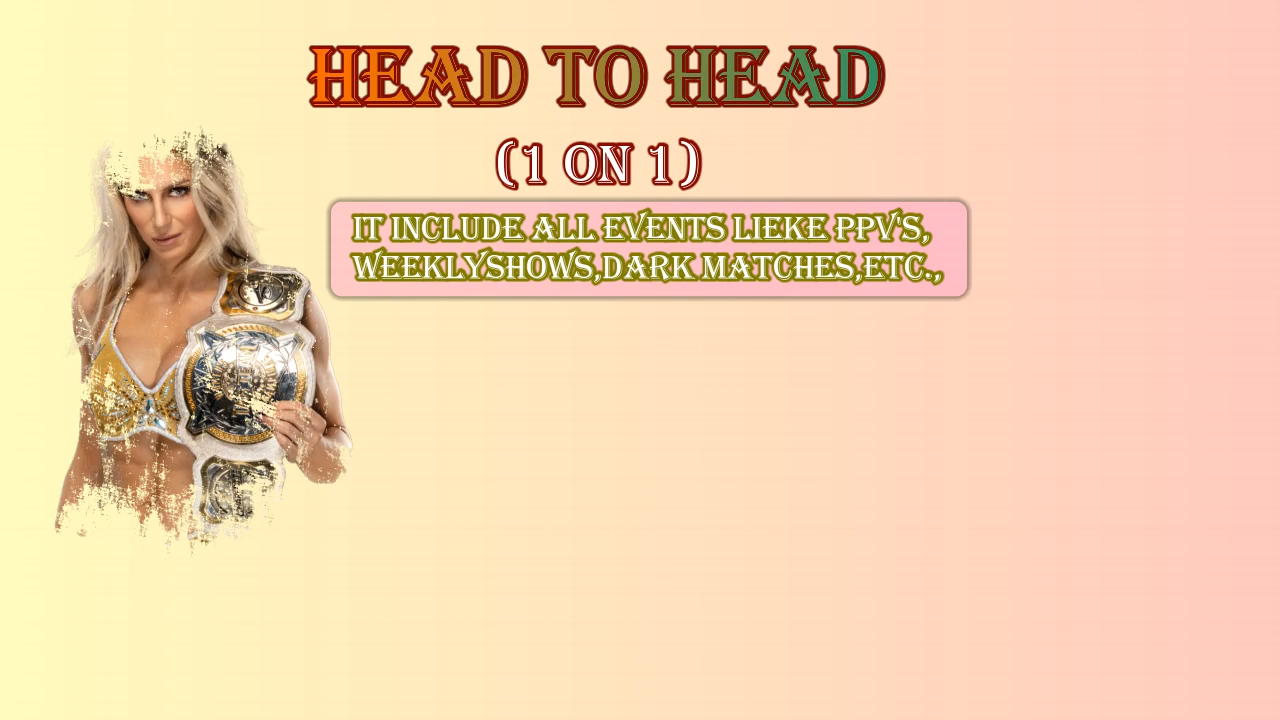 HEAD TO HEAD
(1 ON 1)
IT INCLUDE ALL EVENTS LIEKE PPV'S,
WEEKLYSHOWS,DARK MATCHES,ETC.,